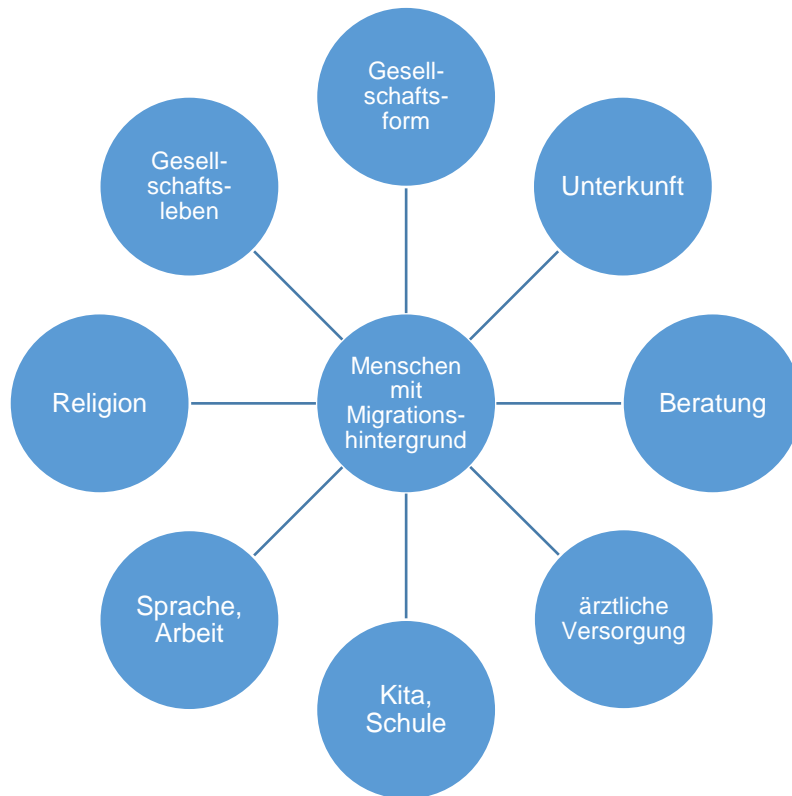 Gesell-
schafts-
form
Unterkunft
Beratung
ärztliche
Versorgung
Kita,
Schule
Sprache,
Arbeit
Religion
Gesell-
schafts-
leben
Menschen
mit
Migrations-
hintergrund